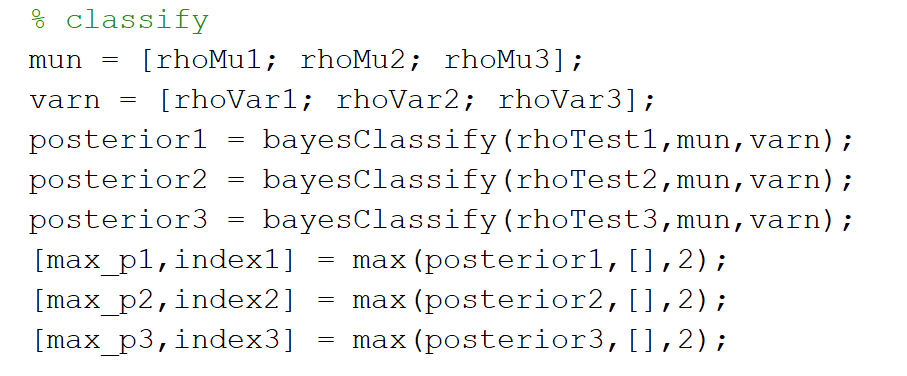 % classify
mun = [rhoMu1; rhoMu2; rhoMu3];
varn = [rhoVar1; rhoVar2; rhoVar3];
posterior1 = bayesClassify(rhoTest1,mun,varn);
posterior2 = bayesClassify(rhoTest2,mun,varn);
posterior3 = bayesClassify(rhoTest3,mun,varn);
[max_p1,index1] = max(posterior1,[],2);
[max_p2,index2] = max(posterior2,[],2);
[max_p3,index3] = max(posterior3,[],2);